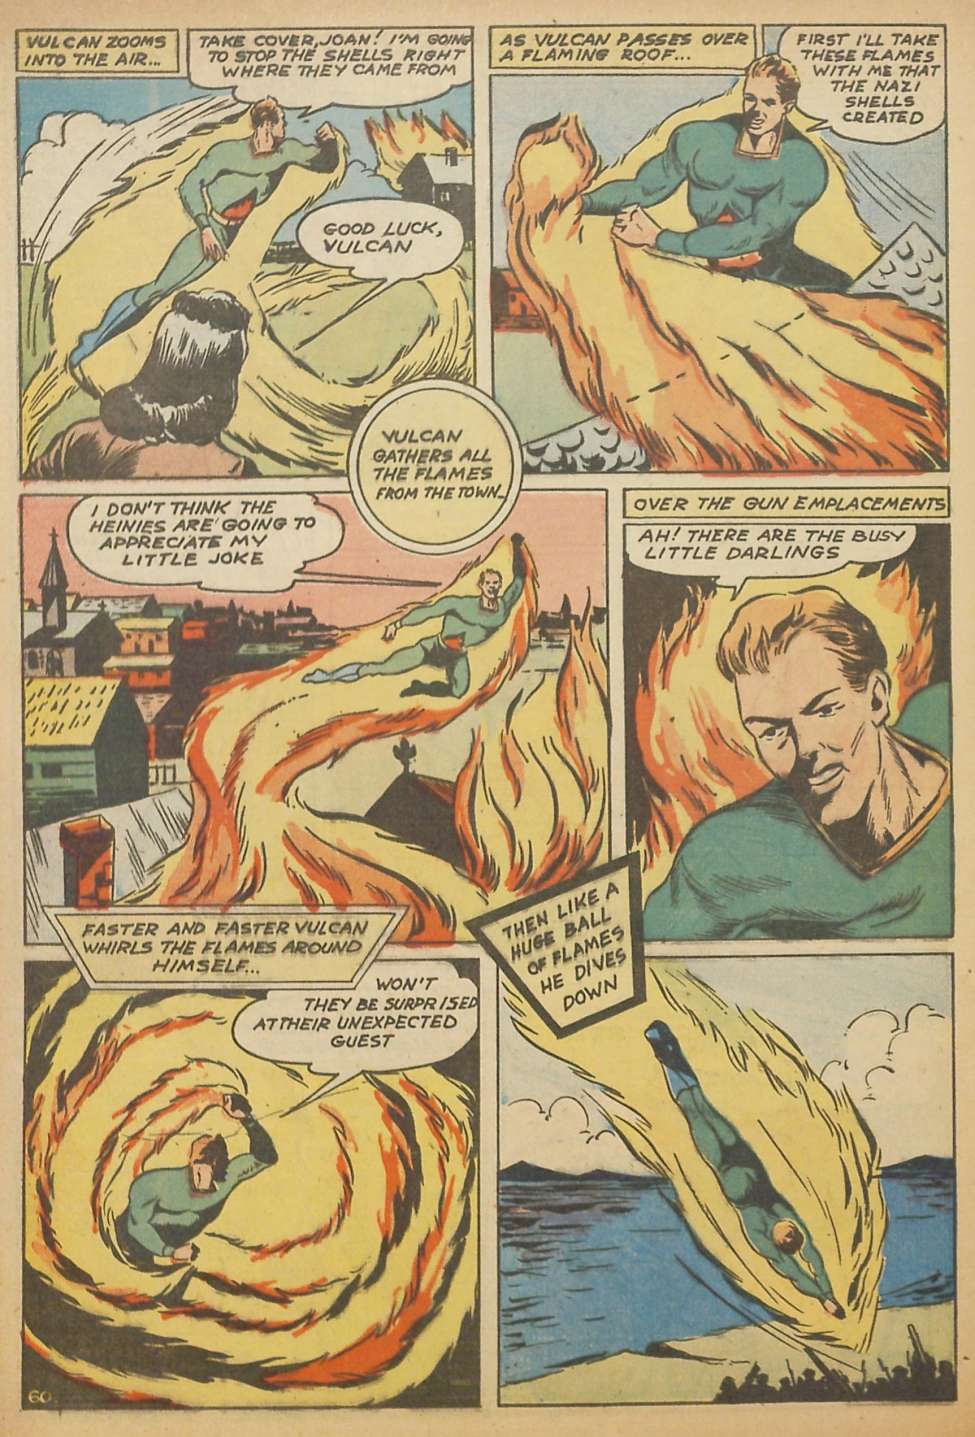 VULCAN ZOOMS
INTO THE AIR...
TAKE COVER, JOAN! I'M GOING
TO STOP THE SHELLS RIGHT
WHERE THEY CAME FROM
GOOD LUCK,
VULCAN
AS VULCAN PASSES OVER
A FLAMING ROOF...
FIRST I'LL TAKE
THESE FLAMES
WITH ME THAT
THE NAZI
SHELLS
CREATED
VULCAN
GATHERS ALL
THE FLAMES
FROM THE TOWN...
I DON'T THINK THE
HEINIES ARE GOING TO
APPRECIATE MY
LITTLE JOKE
OVER THE GUN EMPLACEMENTS
AH! THERE ARE THE BUSY
LITTLE DARLINGS
FASTER AND FASTER VULCAN
WHIRLS THE FLAMES AROUND
HIMSELF...
WON'T
THEY BE SURPRISED
AT THEIR UNEXPECTED
GUEST
THEN LIKE A
HUGE BALL
OF FLAMES
HE DIVES
DOWN
60